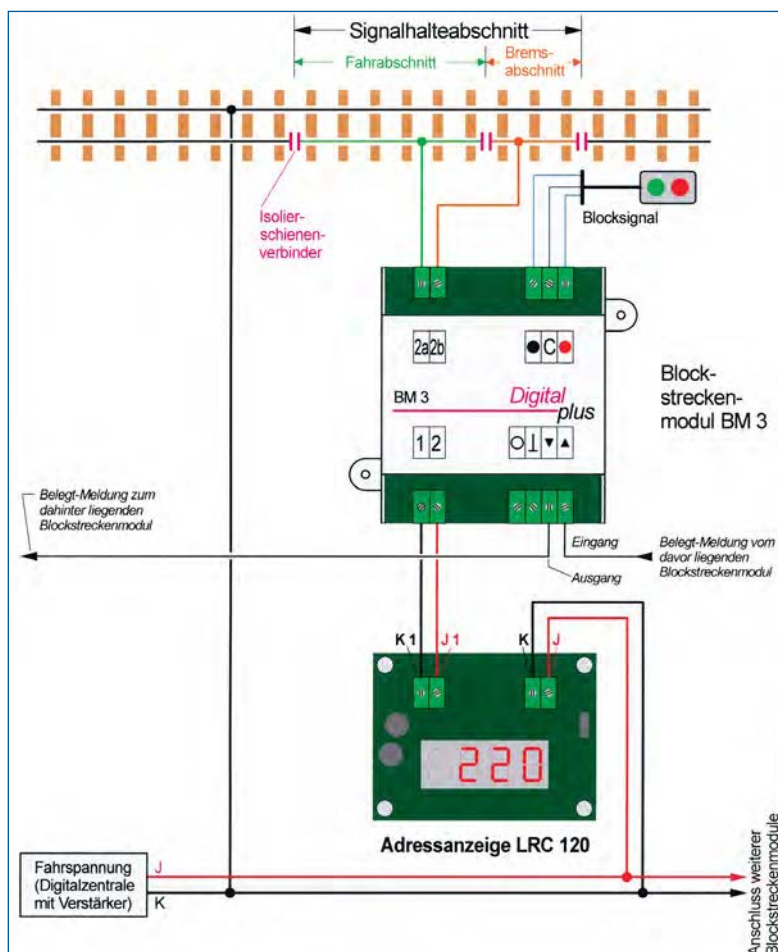 Signalhalteabschnitt
Fahrabschnitt
Brems-
abschnitt
Isolier-
schienen-
verbinder
Blocksignal
2a 2b
C
BM 3
Digital
plus
1 2
Block-
strecken-
modul BM 3
Belegt-Meldung zum
dahinter liegenden
Blockstreckenmodul
Eingang
Ausgang
Belegt-Meldung vom
davor liegenden
Blockstreckenmodul
K 1
J 1
K
J
220
Adressanzeige LRC 120
Fahrspannung
(Digitalzentrale
mit Verstärker)
J
K
Anschluss weiterer
Blockstreckenmodule